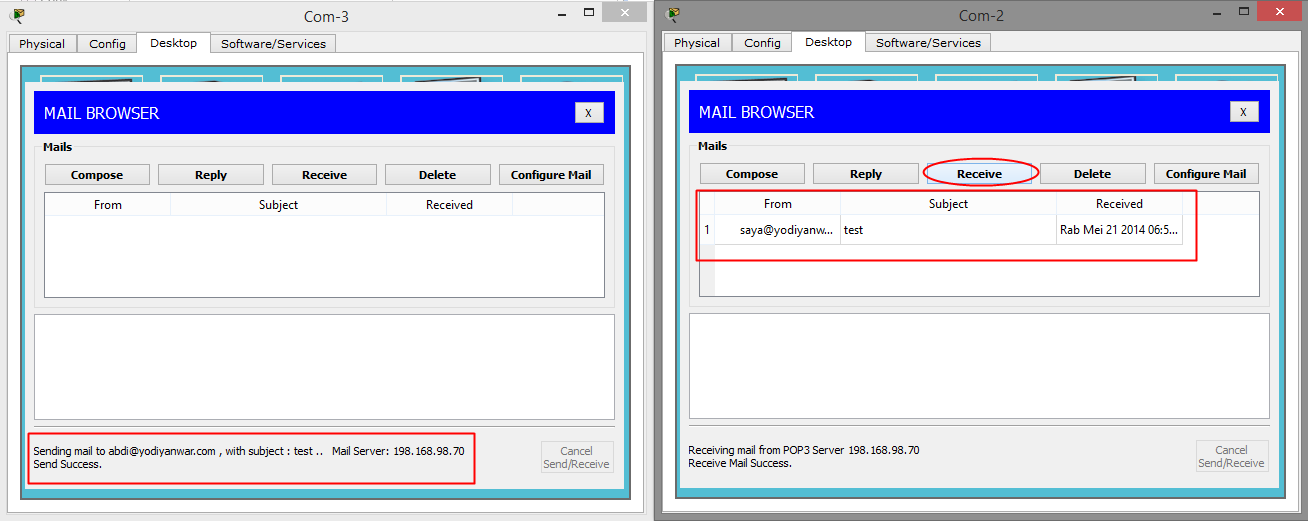 Com-3
Physical Config Desktop Software/Services
MAIL BROWSER X
Mails
Compose Reply Receive Delete Configure Mail
From Subject Received
Sending mail to abdi@yodiyanwar.com , with subject : test .. Mail Server: 198.168.98.70
Send Success.
Cancel
Send/Receive
Com-2
Physical Config Desktop Software/Services
MAIL BROWSER X
Mails
Compose Reply Receive Delete Configure Mail
From Subject Received
1 saya@yodiyanw... test Rab Mei 21 2014 06:5...
Receiving mail from POP3 Server 198.168.98.70
Receive Mail Success.
Cancel
Send/Receive